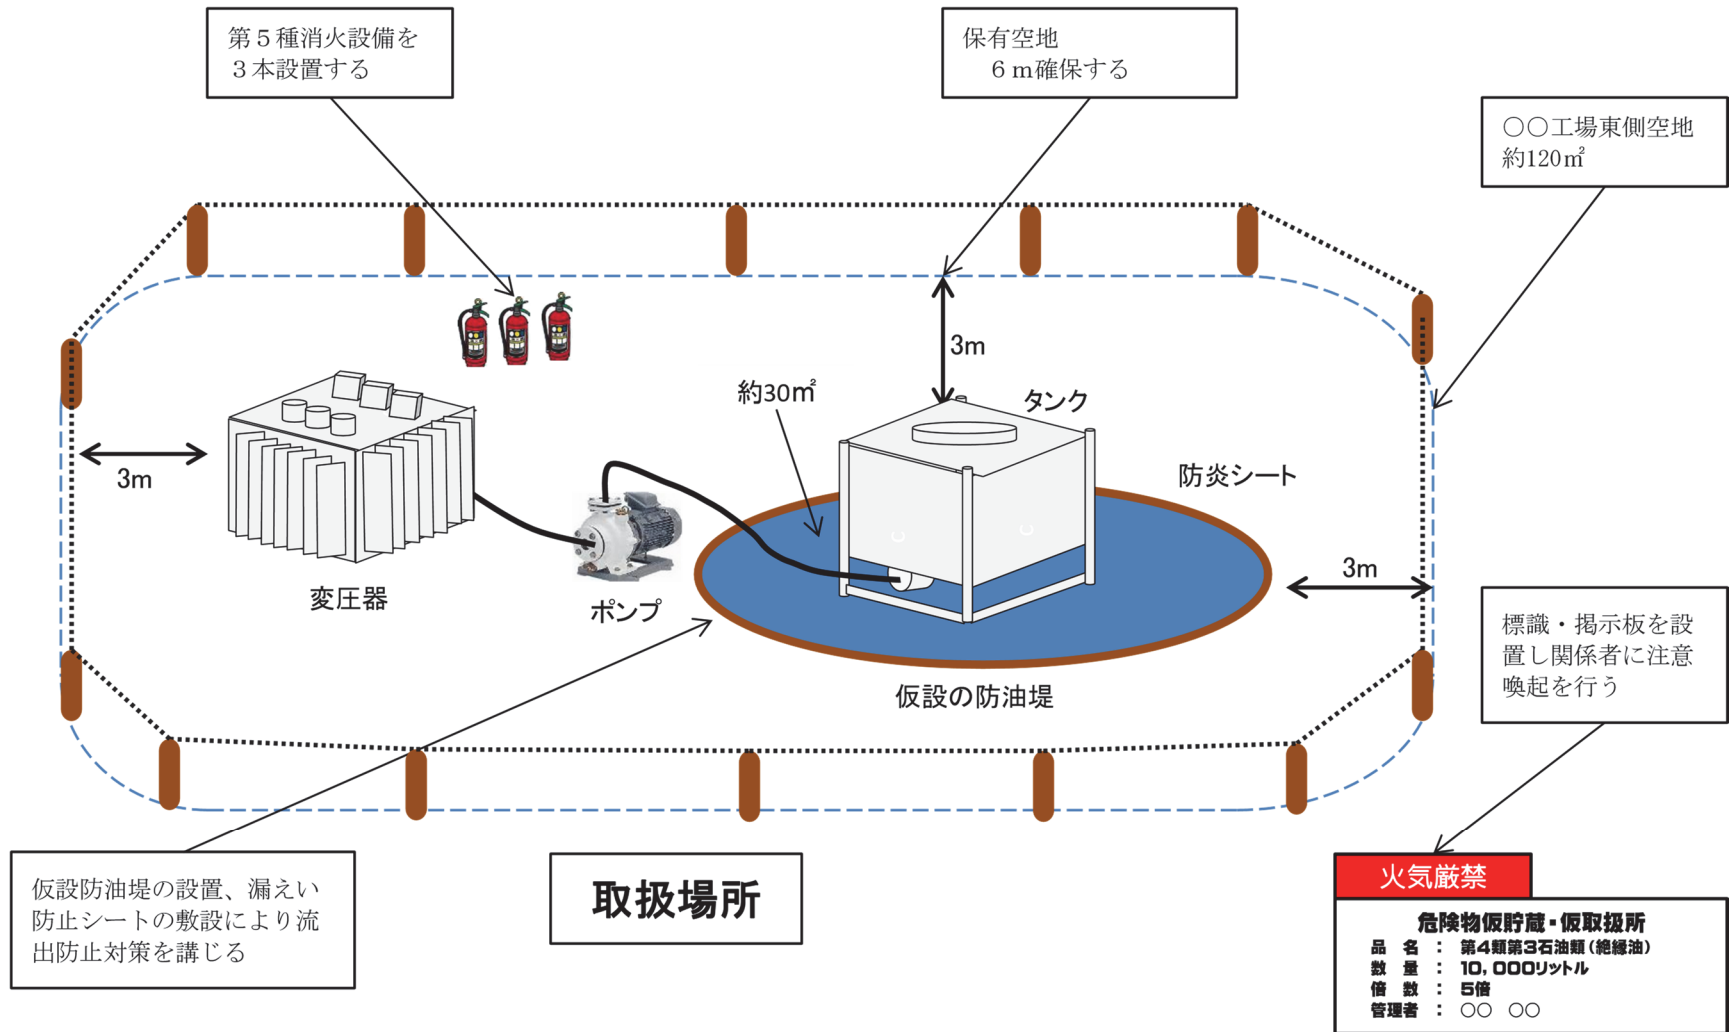 第５種消火設備を
３本設置する
保有空地
６ｍ確保する
○○工場東側空地
約120㎡
3m
約30㎡
タンク
防炎シート
3m
変圧器
ポンプ
3m
仮設の防油堤
標識・掲示板を設
置し関係者に注意
喚起を行う
仮設防油堤の設置、漏えい
防止シートの敷設により流
出防止対策を講じる
取扱場所
火気厳禁
危険物仮貯蔵・仮取扱所
品　名　：　第4類第3石油類（絶縁油）
数　量　：　10,000リットル
倍　数　：　5倍
管理者　：　○○　○○